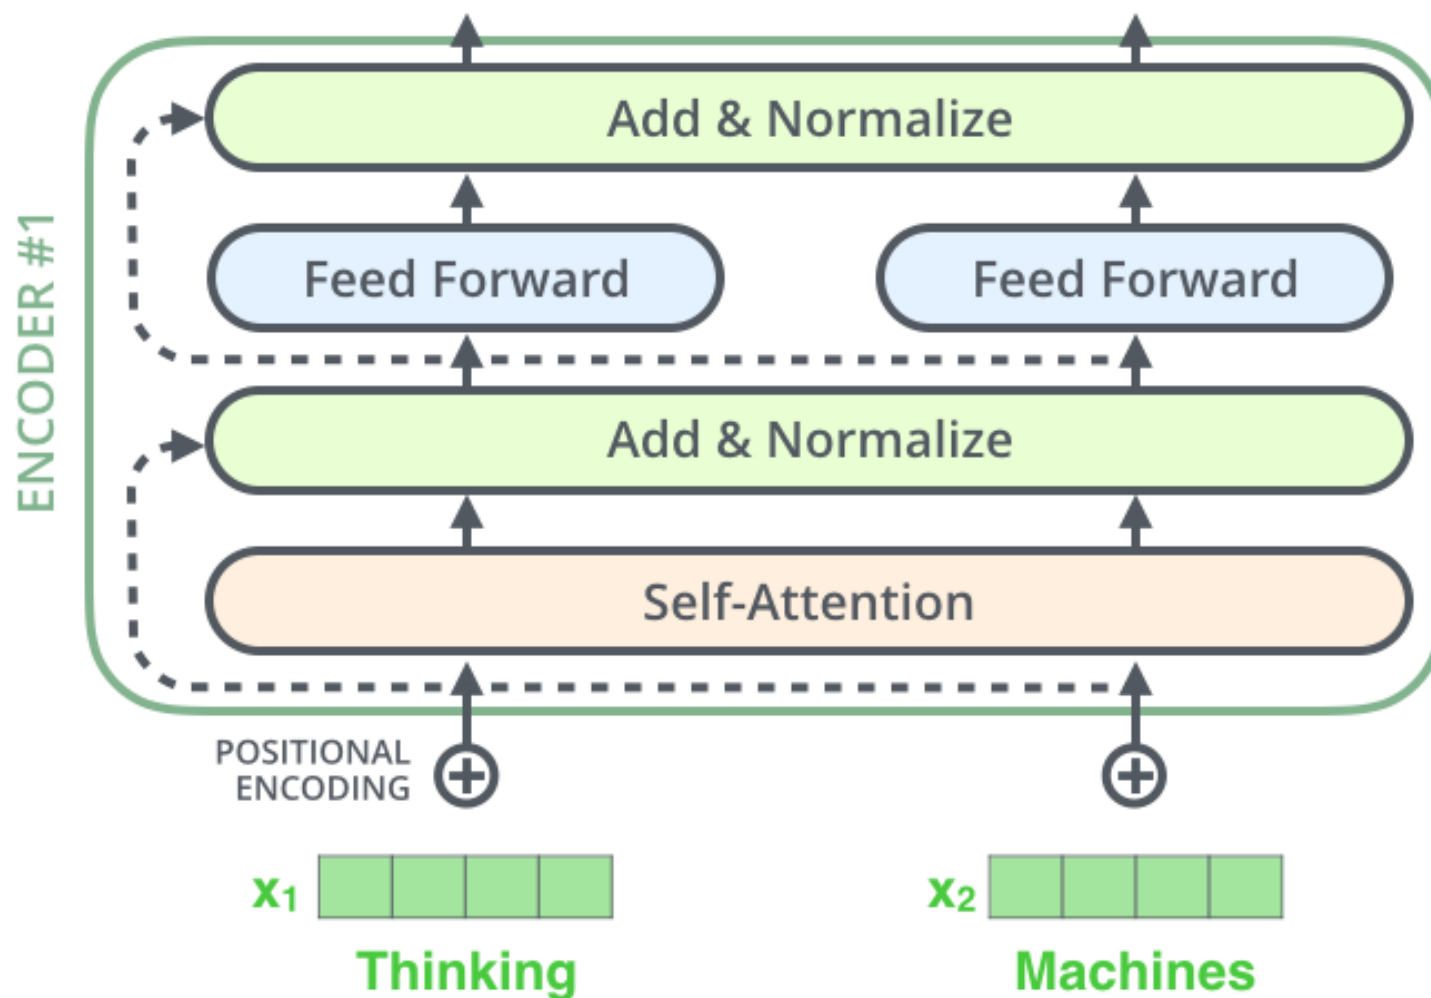 ENCODER #1
Add & Normalize
Feed Forward
Feed Forward
Add & Normalize
Self-Attention
POSITIONAL
ENCODING
x₁
x₂
Thinking
Machines